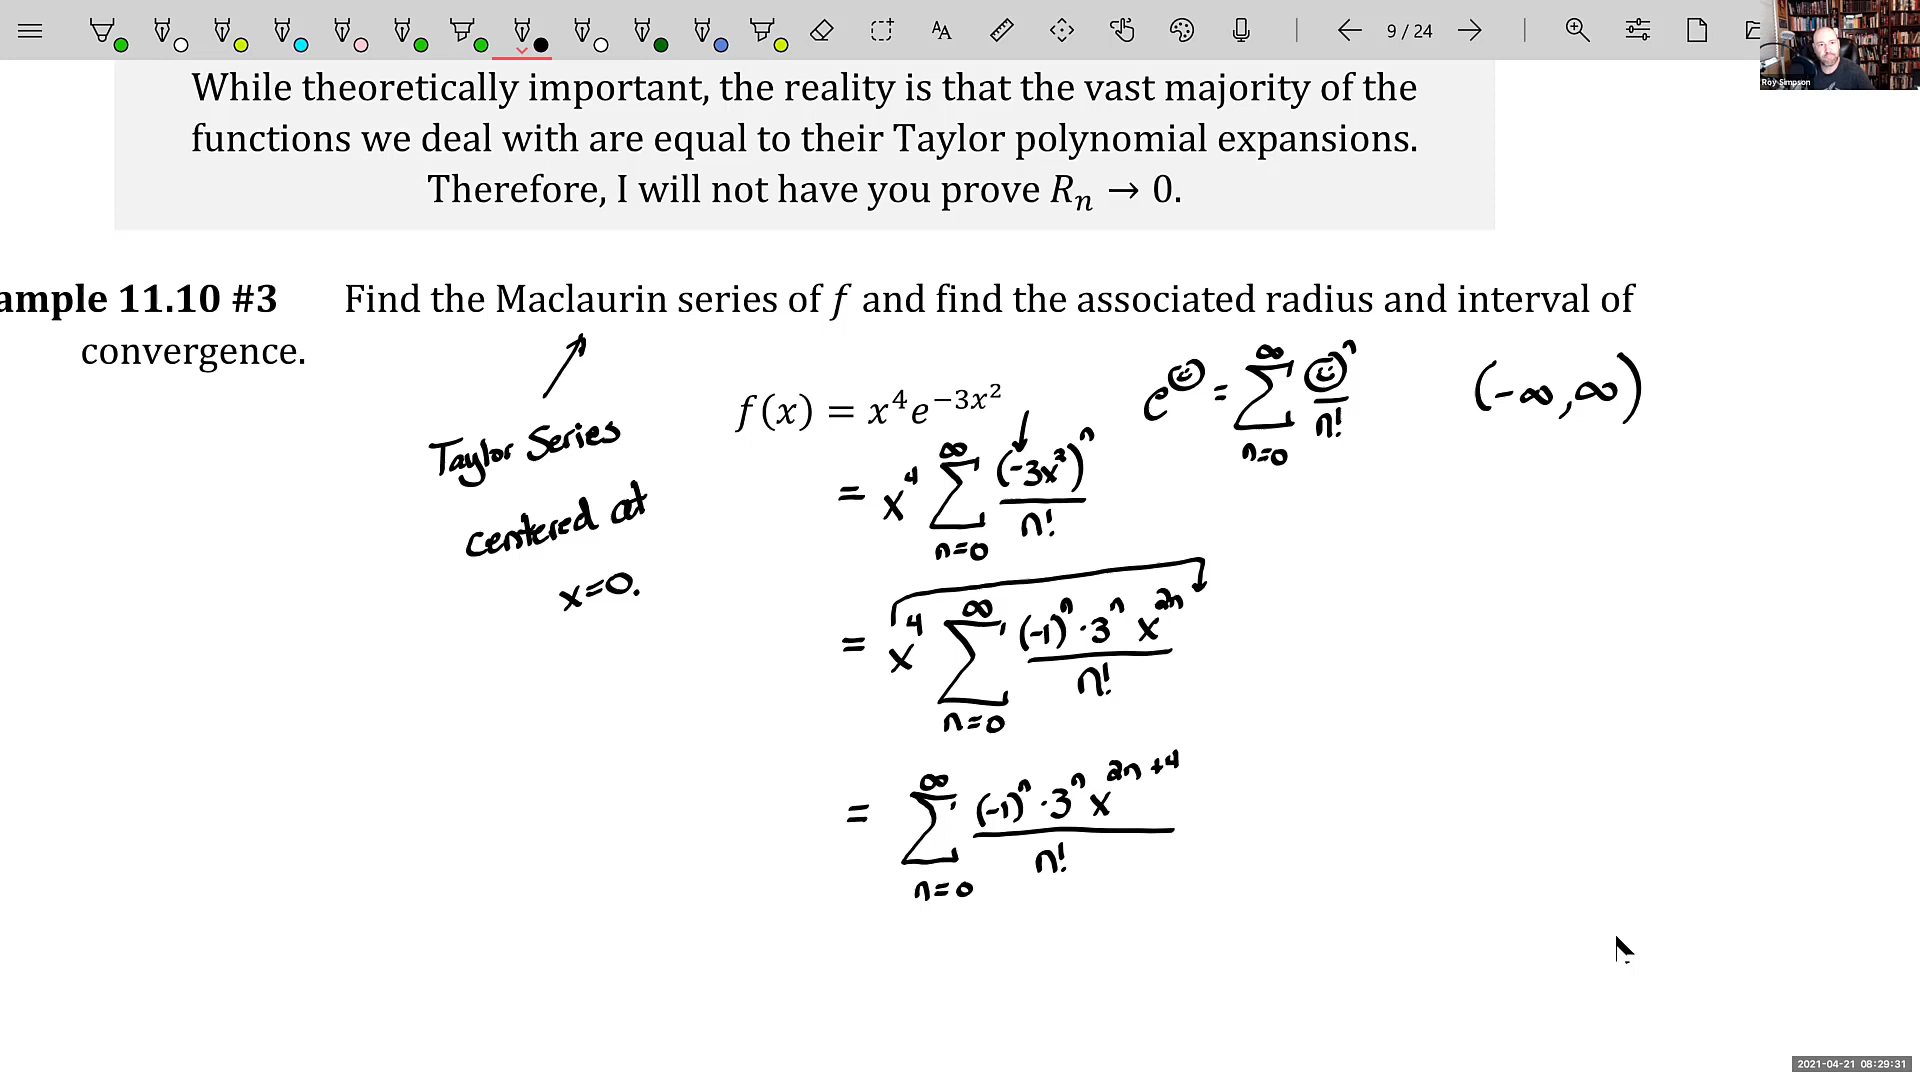 9 / 24
Roy Simpson
While theoretically important, the reality is that the vast majority of the
functions we deal with are equal to their Taylor polynomial expansions.
Therefore, I will not have you prove Rₙ → 0.
ample 11.10 #3 Find the Maclaurin series of f and find the associated radius and interval of
convergence.
Taylor Series
centered at
x=0.
f(x) = x⁴e^{−3x²}
= x⁴ ∑_{n=0}^{∞} (-3x²)ⁿ / n!
= x⁴ ∑_{n=0}^{∞} (-1)ⁿ · 3ⁿ x^{2n} / n!
= ∑_{n=0}^{∞} (-1)ⁿ · 3ⁿ x^{2n+4} / n!
e^☺ = ∑_{n=0}^{∞} ☺ⁿ / n!
(-∞,∞)
2021-04-21 08:29:31